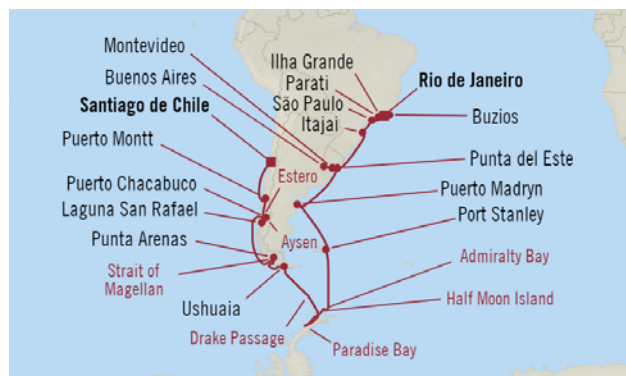 Montevideo
Buenos Aires
Santiago de Chile
Puerto Montt
Puerto Chacabuco
Laguna San Rafael
Punta Arenas
Strait of
Magellan
Ushuaia
Drake Passage
Estero
Aysen
Ilha Grande
Parati
São Paulo
Itajai
Rio de Janeiro
Buzios
Punta del Este
Puerto Madryn
Port Stanley
Admiralty Bay
Half Moon Island
Paradise Bay